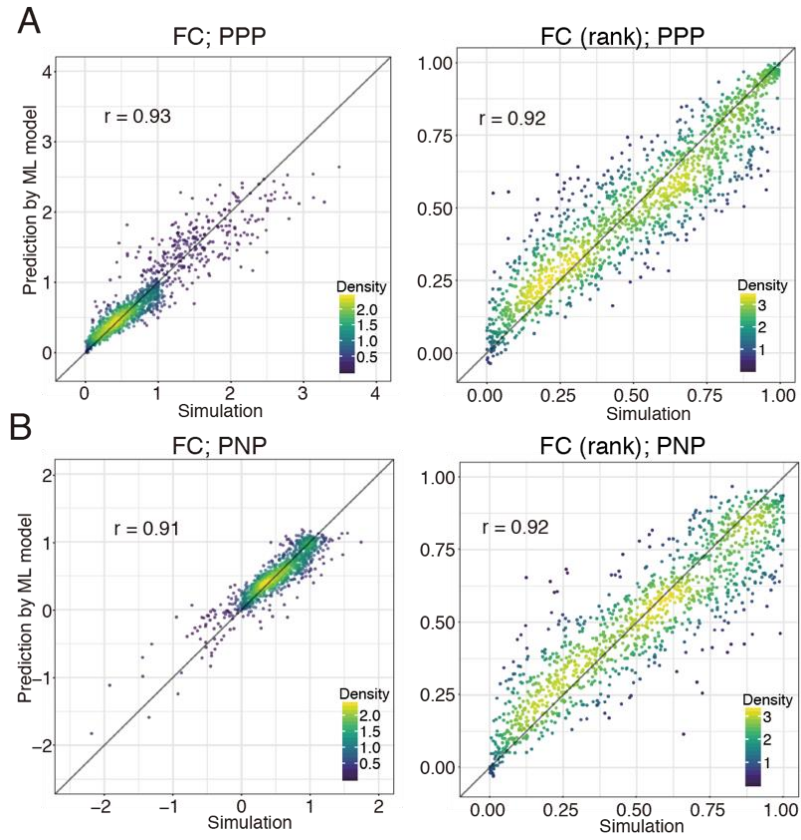 A
FC; PPP
FC (rank); PPP
Prediction by ML model
4
3
2
1
0
r = 0.93
Density
2.0
1.5
1.0
0.5
0
1
2
3
4
Simulation
1.00
0.75
0.50
0.25
0.00
r = 0.92
Density
3
2
1
0.00
0.25
0.50
0.75
1.00
Simulation
B
FC; PNP
FC (rank); PNP
Prediction by ML model
2
1
0
−1
−2
r = 0.91
Density
2.0
1.5
1.0
0.5
−2
−1
0
1
2
Simulation
1.00
0.75
0.50
0.25
0.00
r = 0.92
Density
3
2
1
0.00
0.25
0.50
0.75
1.00
Simulation